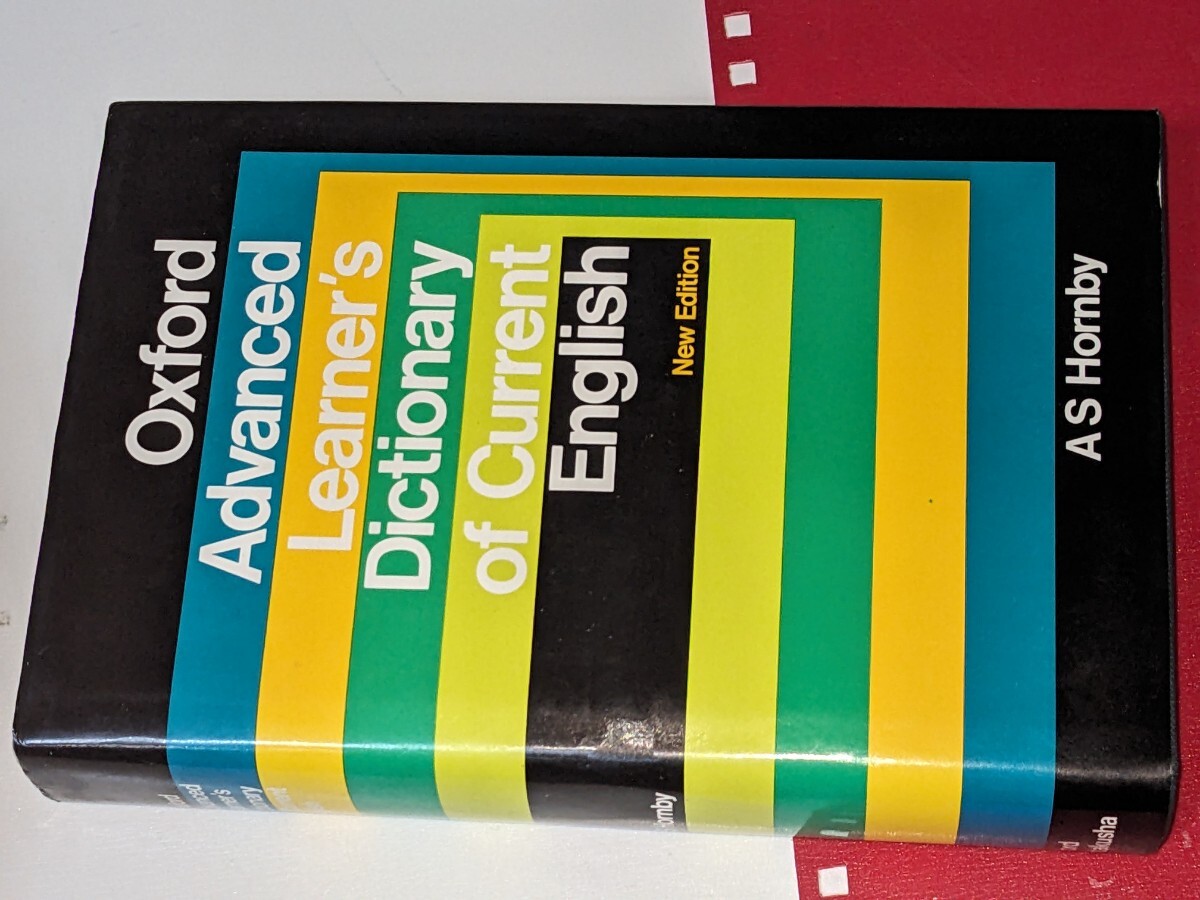 Oxford
Advanced
Learner's
Dictionary
of Current
English
New Edition
A S Hornby